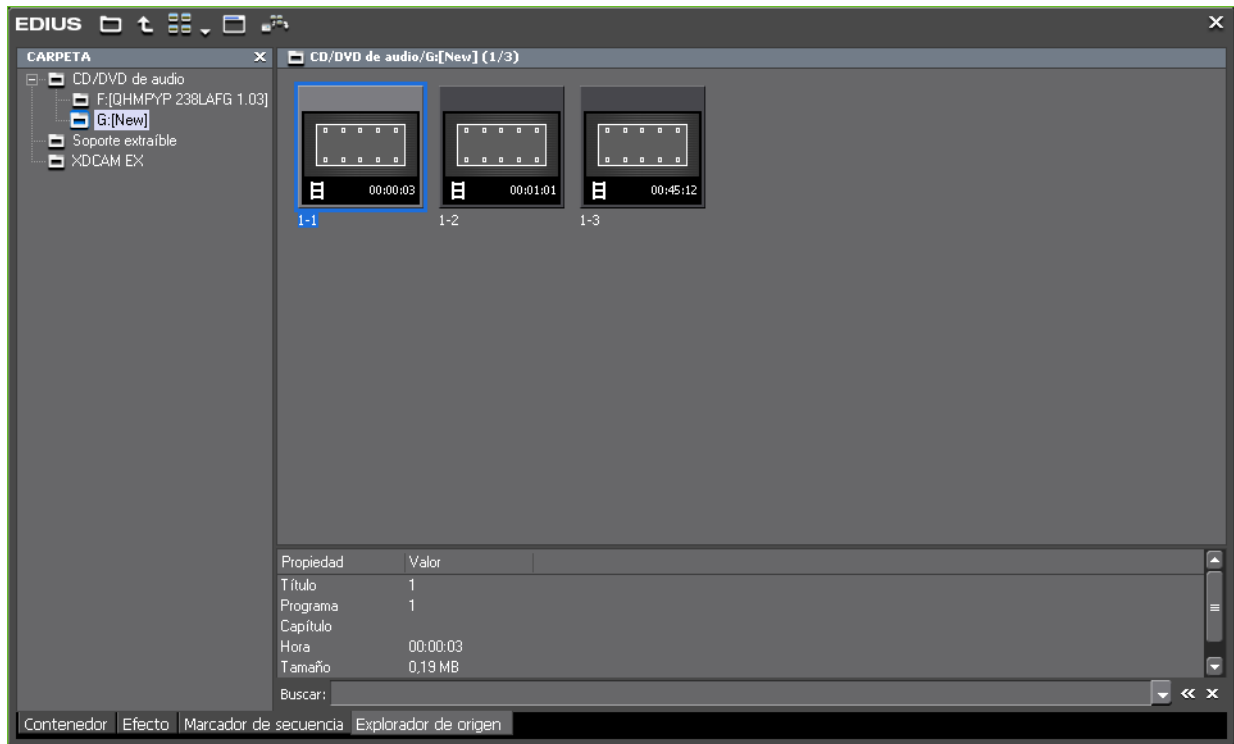 EDIUS
CARPETA
CD/DVD de audio/G:[New] (1/3)
CD/DVD de audio
F:[QHMPYP 238LAFG 1.03]
G:[New]
Soporte extraíble
XDCAM EX
00:00:03
00:01:01
00:45:12
1-1
1-2
1-3
Propiedad Valor
Título 1
Programa 1
Capítulo
Hora 00:00:03
Tamaño 0,19 MB
Buscar:
Contenedor Efecto Marcador de secuencia Explorador de origen